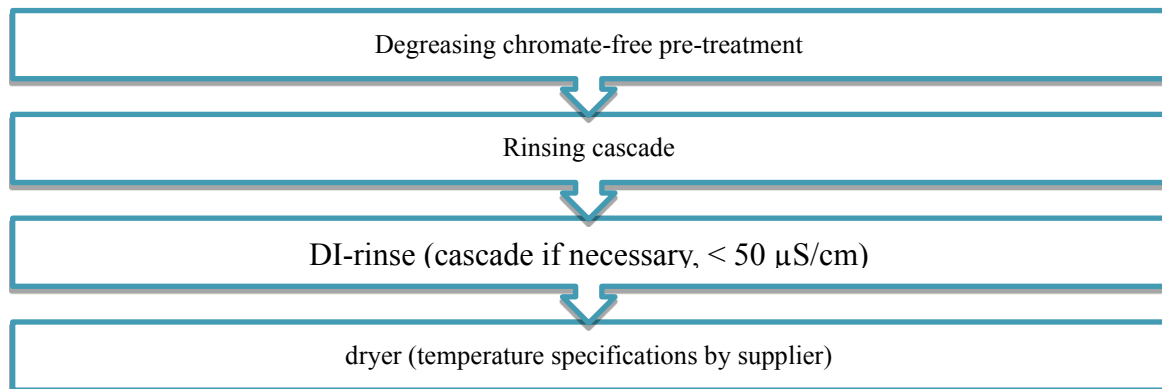 Degreasing chromate-free pre-treatment
Rinsing cascade
DI-rinse (cascade if necessary, < 50 µS/cm)
dryer (temperature specifications by supplier)